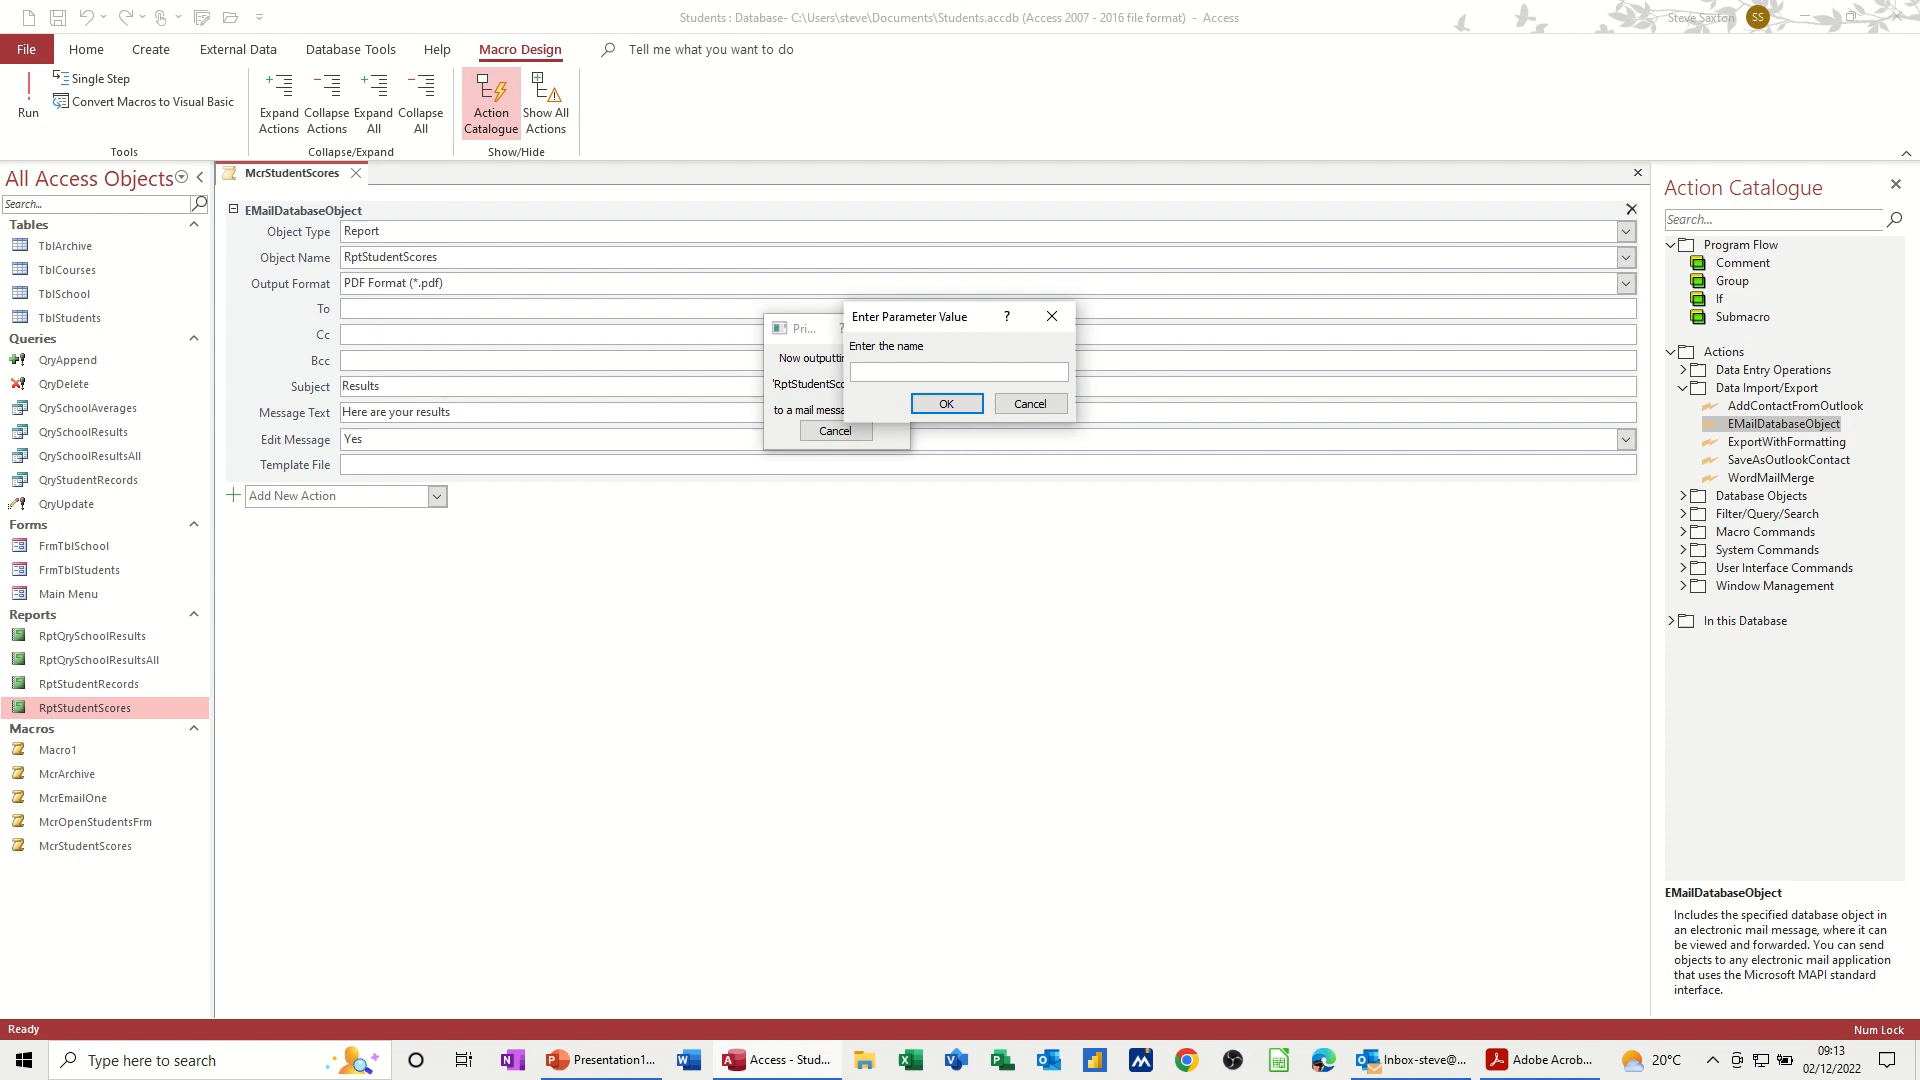 Students : Database- C:\Users\steve\Documents\Students.accdb (Access 2007 - 2016 file format)  -  Access
Steve Saxton
SS
File
Home
Create
External Data
Database Tools
Help
Macro Design
Tell me what you want to do
Run
Single Step
Convert Macros to Visual Basic
Tools
Expand Actions
Collapse Actions
Expand All
Collapse All
Collapse/Expand
Action Catalogue
Show All Actions
Show/Hide
All Access Objects
Search...
Tables
TblArchive
TblCourses
TblSchool
TblStudents
Queries
QryAppend
QryDelete
QrySchoolAverages
QrySchoolResults
QrySchoolResultsAll
QryStudentRecords
QryUpdate
Forms
FrmTblSchool
FrmTblStudents
Main Menu
Reports
RptQrySchoolResults
RptQrySchoolResultsAll
RptStudentRecords
RptStudentScores
Macros
Macro1
McrArchive
McrEmailOne
McrOpenStudentsFrm
McrStudentScores
McrStudentScores
EMailDatabaseObject
Object Type Report
Object Name RptStudentScores
Output Format PDF Format (*.pdf)
To
Cc
Bcc
Subject Results
Message Text Here are your results
Edit Message Yes
Template File
Add New Action
Pri...
?
Now outputtin
'RptStudentSco
to a mail messa
Cancel
Enter Parameter Value
?
Enter the name
OK
Cancel
Action Catalogue
Search...
Program Flow
Comment
Group
If
Submacro
Actions
Data Entry Operations
Data Import/Export
AddContactFromOutlook
EMailDatabaseObject
ExportWithFormatting
SaveAsOutlookContact
WordMailMerge
Database Objects
Filter/Query/Search
Macro Commands
System Commands
User Interface Commands
Window Management
In this Database
EMailDatabaseObject
Includes the specified database object in
an electronic mail message, where it can
be viewed and forwarded. You can send
objects to any electronic mail application
that uses the Microsoft MAPI standard
interface.
Ready
Num Lock
Type here to search
Presentation1...
Access - Stud...
Inbox-steve@...
Adobe Acrob...
20°C
09:13
02/12/2022